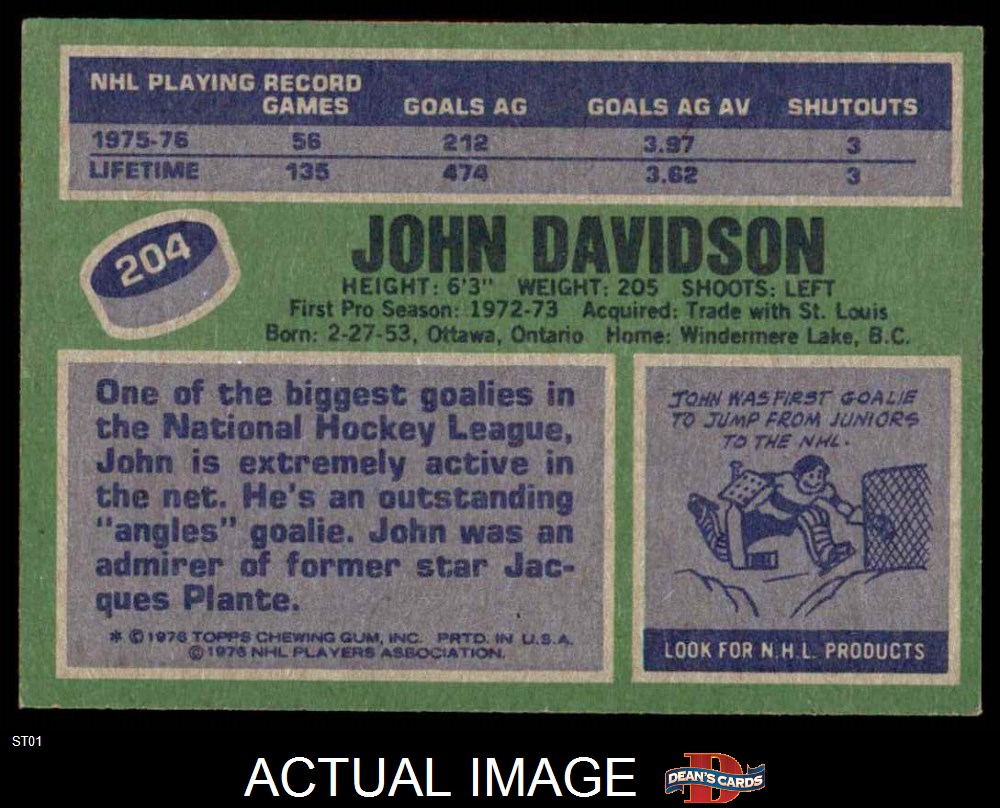 NHL PLAYING RECORD
GAMES GOALS AG GOALS AG AV SHUTOUTS
1975-76 56 212 3.97 3
LIFETIME 135 474 3.62 3
204
JOHN DAVIDSON
HEIGHT: 6'3" WEIGHT: 205 SHOOTS: LEFT
First Pro Season: 1972-73 Acquired: Trade with St. Louis
Born: 2-27-53, Ottawa, Ontario Home: Windermere Lake, B.C.
One of the biggest goalies in
the National Hockey League,
John is extremely active in
the net. He's an outstanding
"angles" goalie. John was an
admirer of former star Jac-
ques Plante.
* © 1976 TOPPS CHEWING GUM, INC. PRTD. IN U.S.A.
© 1976 NHL PLAYERS ASSOCIATION.
JOHN WAS FIRST GOALIE
TO JUMP FROM JUNIORS
TO THE NHL.
LOOK FOR N.H.L. PRODUCTS
ST01
ACTUAL IMAGE
DEAN'S CARDS